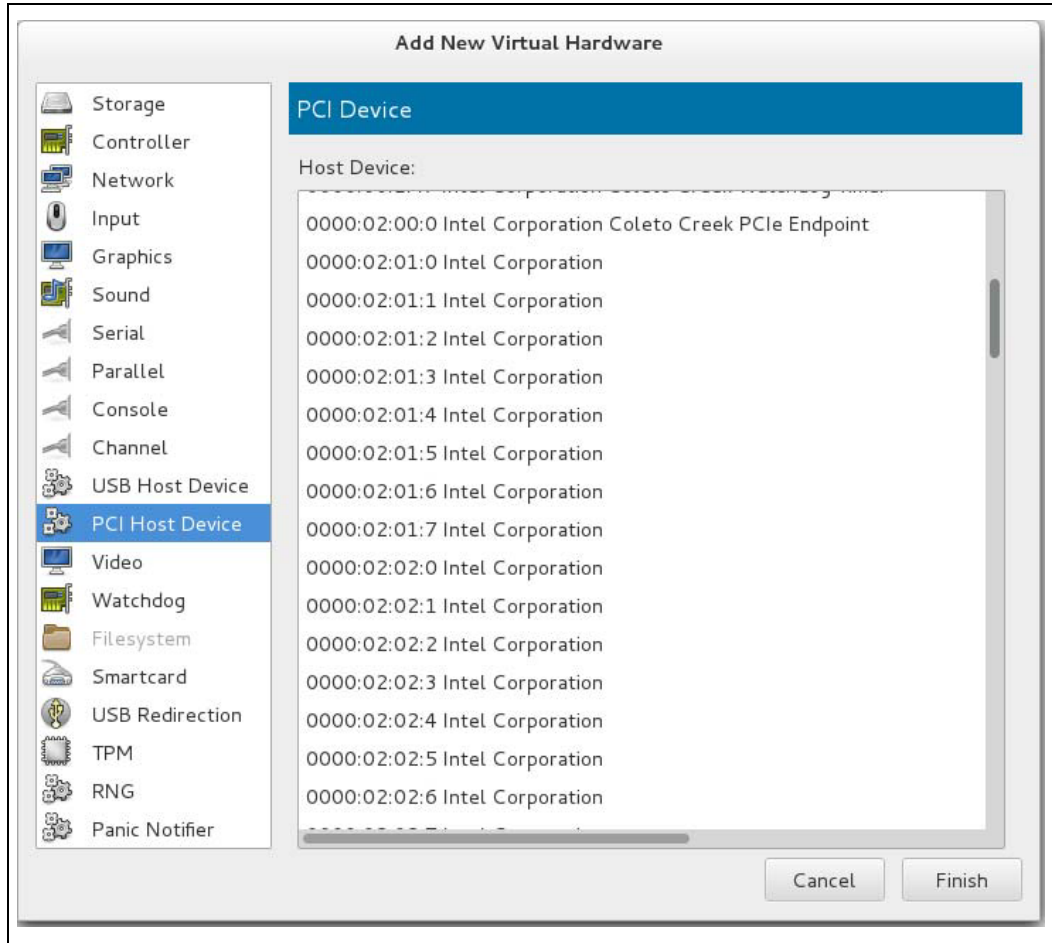 Add New Virtual Hardware
Storage
Controller
Network
Input
Graphics
Sound
Serial
Parallel
Console
Channel
USB Host Device
PCI Host Device
Video
Watchdog
Filesystem
Smartcard
USB Redirection
TPM
RNG
Panic Notifier
PCI Device
Host Device:
0000:02:00:0 Intel Corporation Coleto Creek PCIe Endpoint
0000:02:01:0 Intel Corporation
0000:02:01:1 Intel Corporation
0000:02:01:2 Intel Corporation
0000:02:01:3 Intel Corporation
0000:02:01:4 Intel Corporation
0000:02:01:5 Intel Corporation
0000:02:01:6 Intel Corporation
0000:02:01:7 Intel Corporation
0000:02:02:0 Intel Corporation
0000:02:02:1 Intel Corporation
0000:02:02:2 Intel Corporation
0000:02:02:3 Intel Corporation
0000:02:02:4 Intel Corporation
0000:02:02:5 Intel Corporation
0000:02:02:6 Intel Corporation
Cancel
Finish